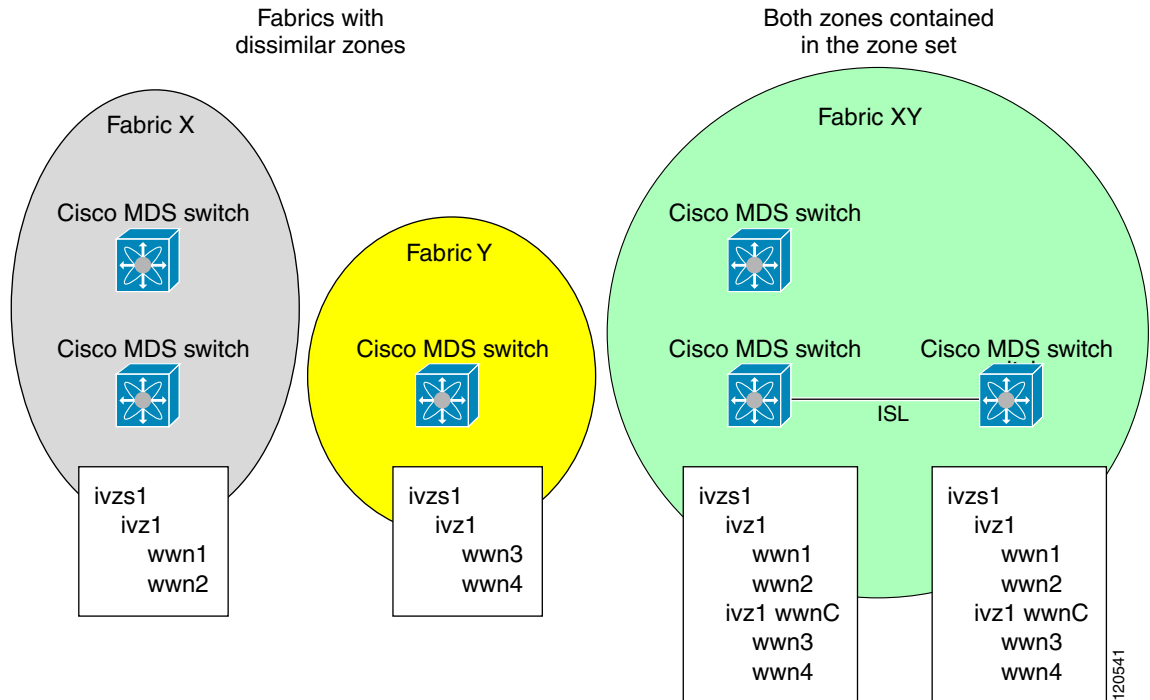 Fabrics with
dissimilar zones
Both zones contained
in the zone set
Fabric X
Cisco MDS switch
Cisco MDS switch
ivzs1
ivz1
wwn1
wwn2
Fabric Y
Cisco MDS switch
ivzs1
ivz1
wwn3
wwn4
Fabric XY
Cisco MDS switch
Cisco MDS switch
Cisco MDS switch
ISL
ivzs1
ivz1
wwn1
wwn2
ivz1 wwnC
wwn3
wwn4
ivzs1
ivz1
wwn1
wwn2
ivz1 wwnC
wwn3
wwn4
120541